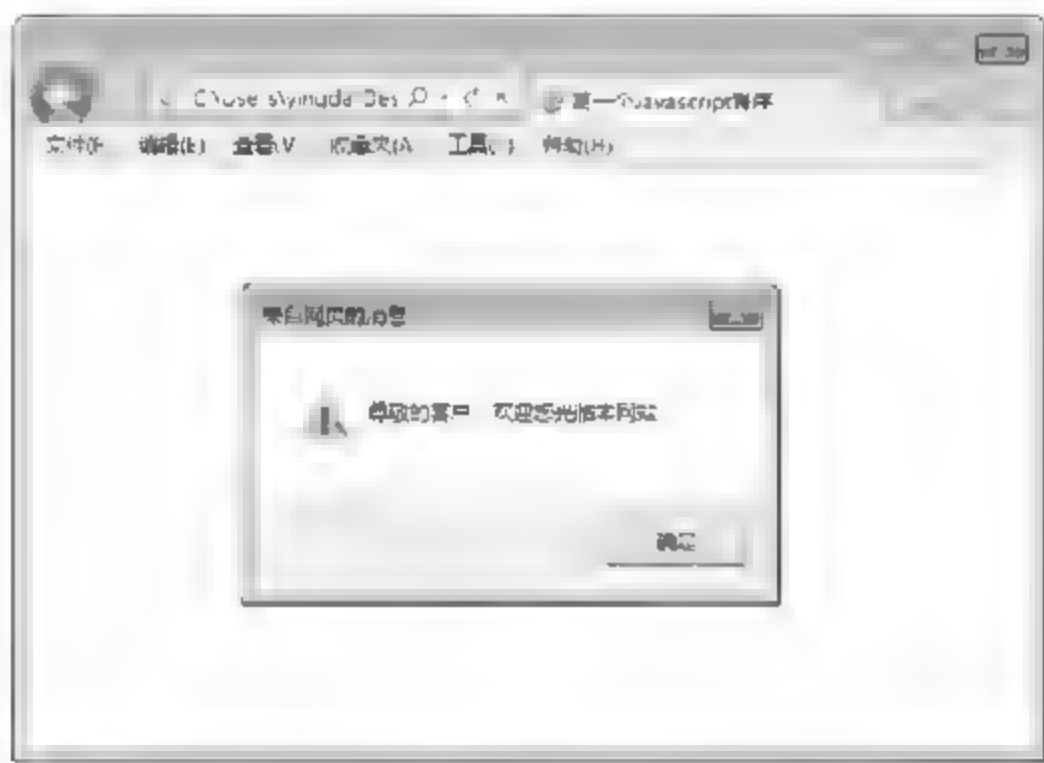 第一个Javascript程序
文件(F) 编辑(E) 查看(V) 收藏夹(A) 工具(T) 帮助(H)
来自网页的消息
尊敬的客户 欢迎您光临本网站
确定